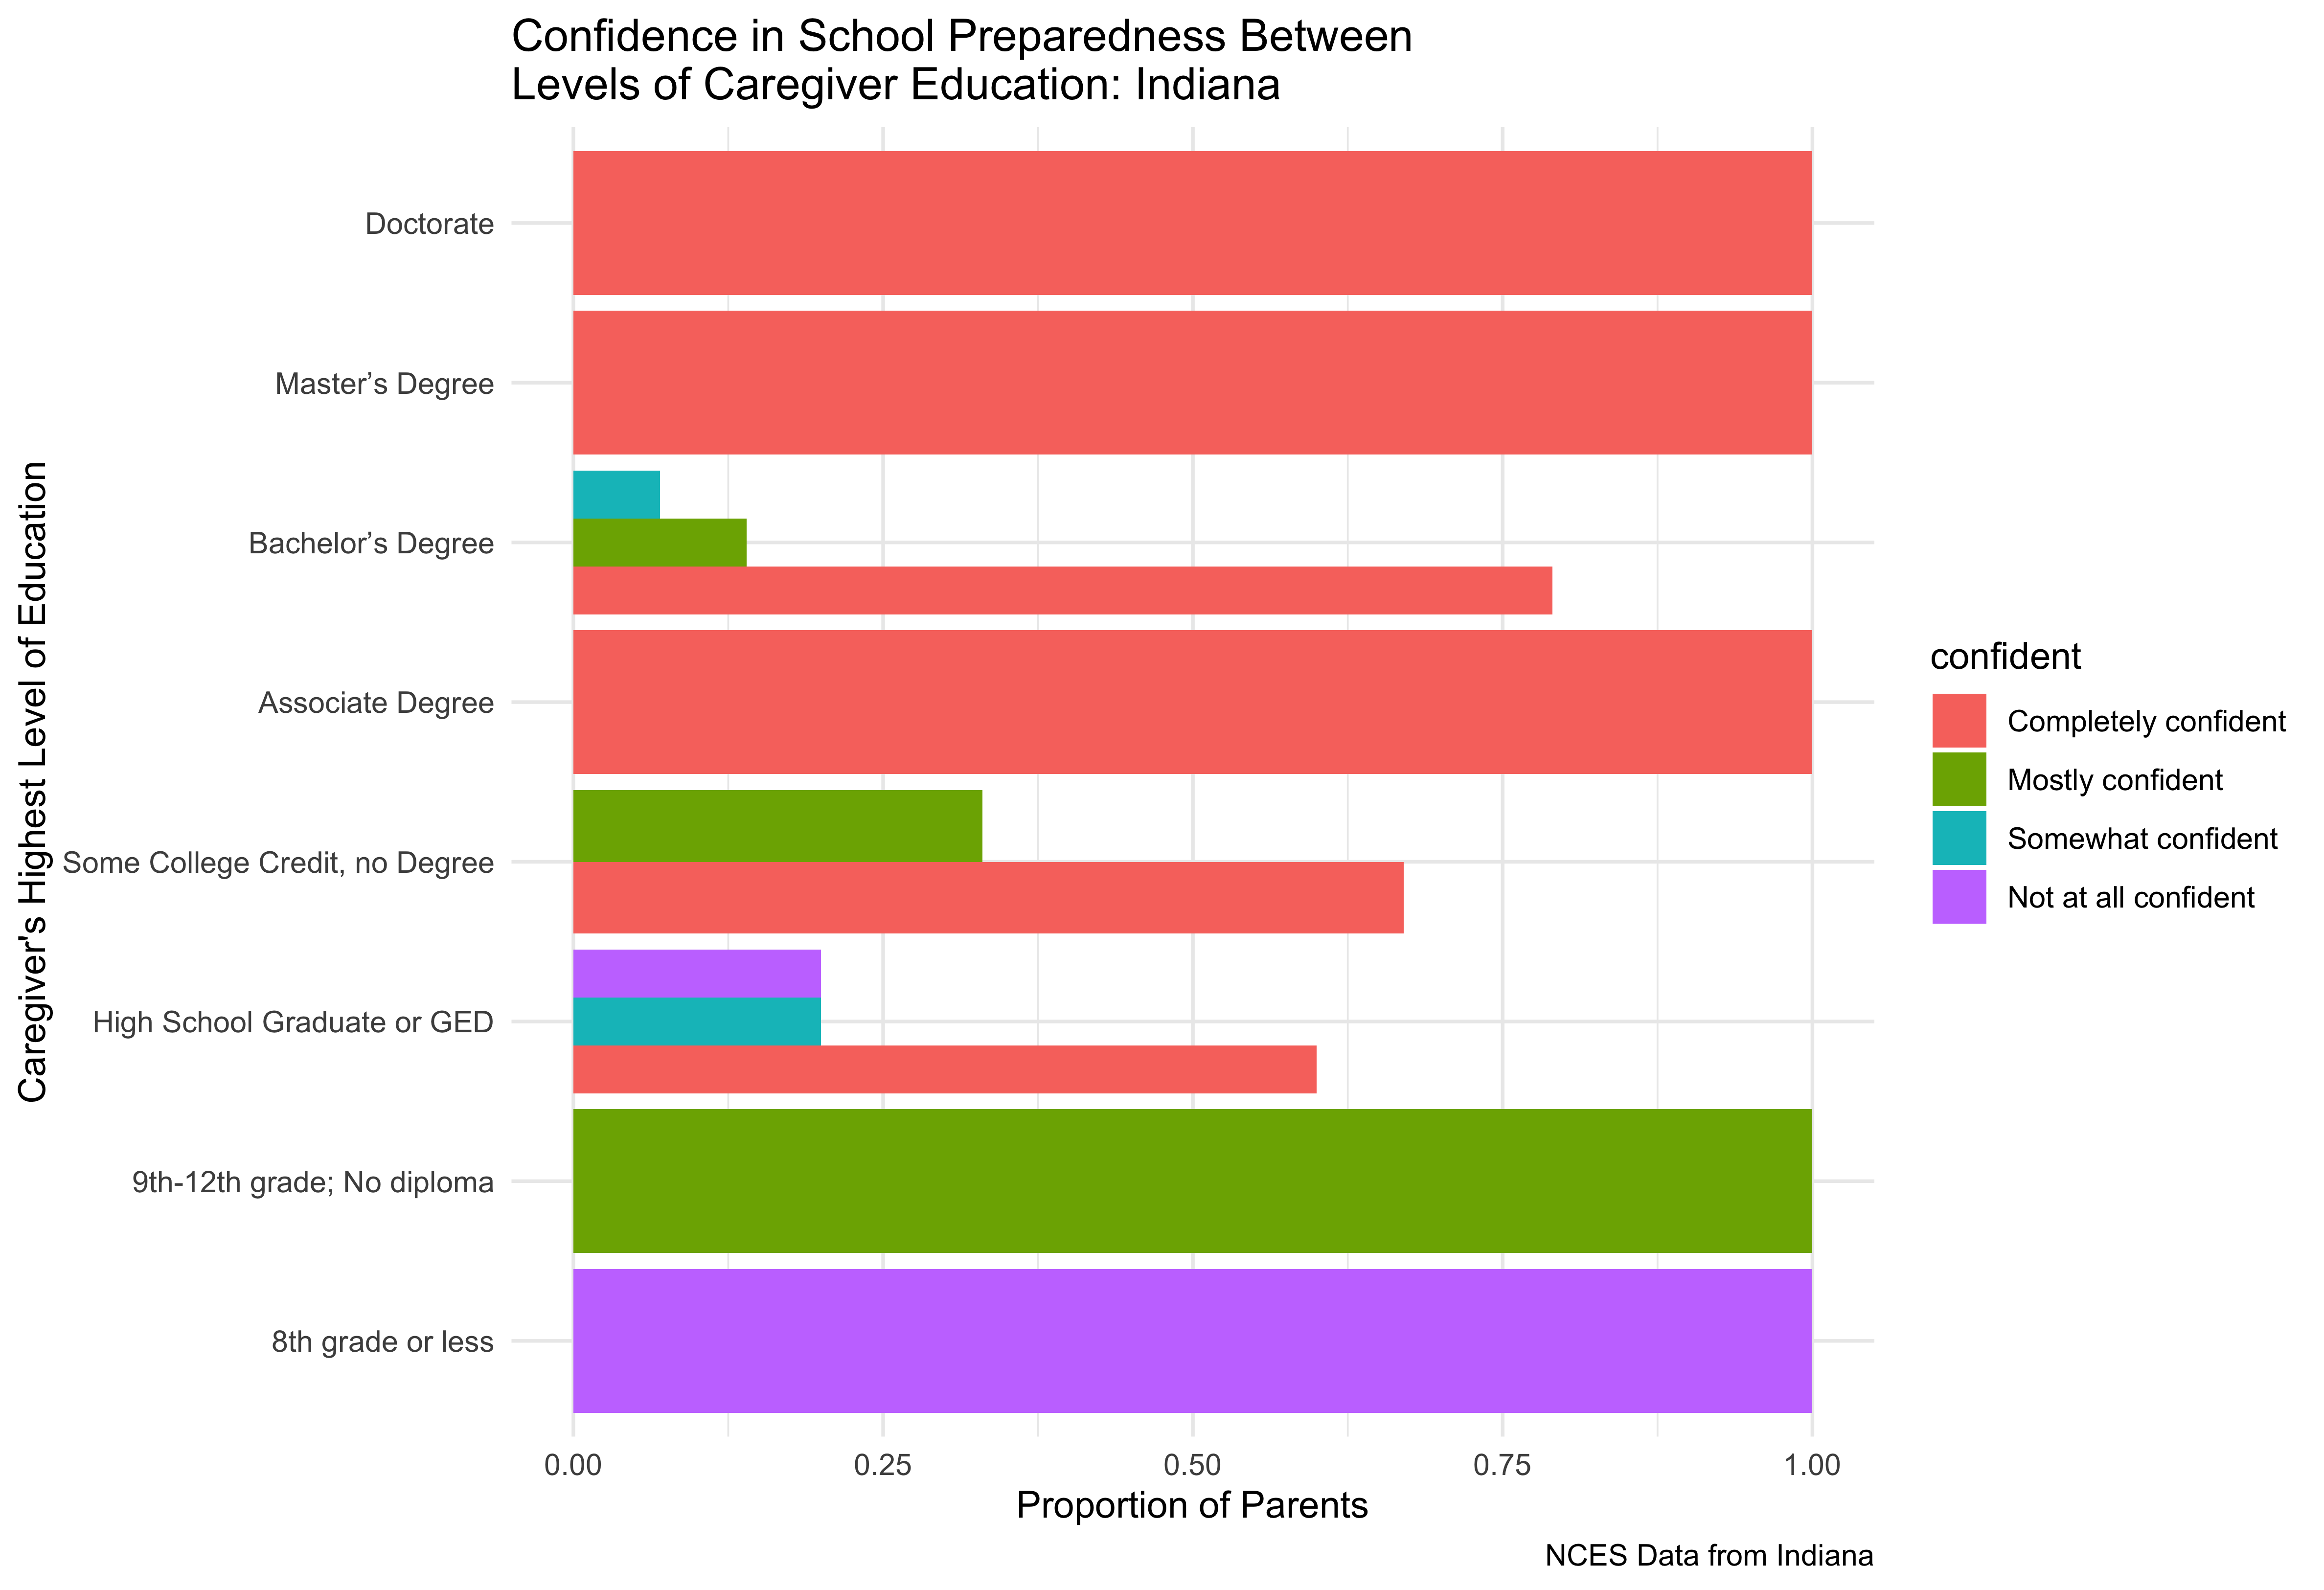 Confidence in School Preparedness Between
Levels of Caregiver Education: Indiana
Caregiver's Highest Level of Education
Doctorate
Master’s Degree
Bachelor’s Degree
Associate Degree
Some College Credit, no Degree
High School Graduate or GED
9th-12th grade; No diploma
8th grade or less
0.00 0.25 0.50 0.75 1.00
Proportion of Parents
confident
Completely confident
Mostly confident
Somewhat confident
Not at all confident
NCES Data from Indiana